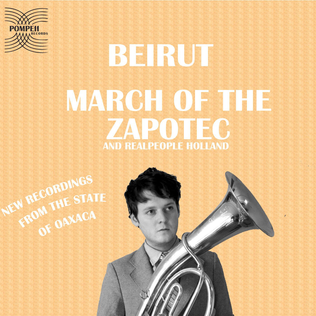 POMPEII
RECORDS
BEIRUT
MARCH OF THE
ZAPOTEC
AND REALPEOPLE HOLLAND
NEW RECORDINGS
FROM THE STATE
OF OAXACA